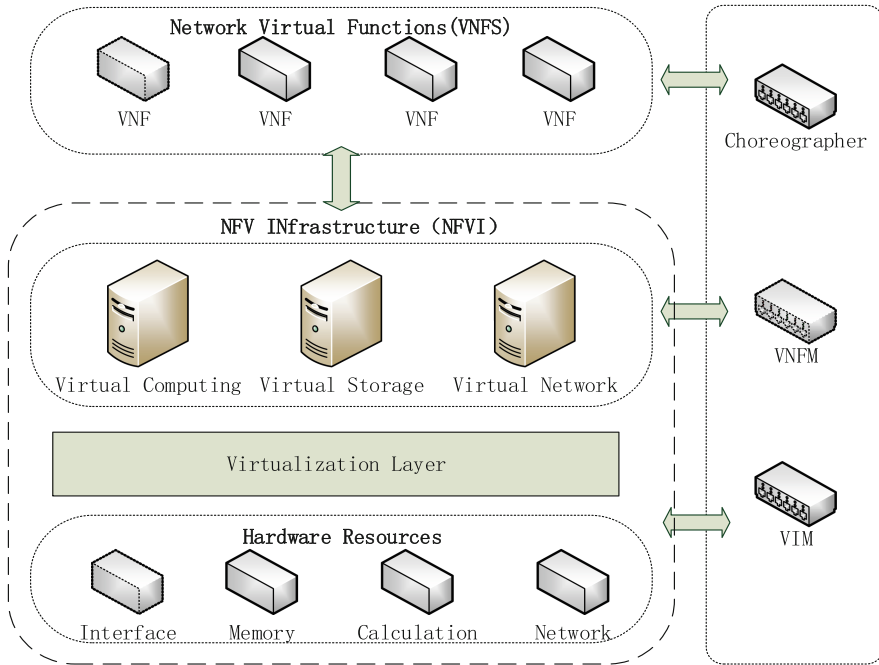 Network Virtual Functions(VNFS)
VNF VNF VNF VNF
Choreographer
NFV INfrastructure (NFVI)
Virtual Computing Virtual Storage Virtual Network
VNFM
Virtualization Layer
Hardware Resources
VIM
Interface Memory Calculation Network